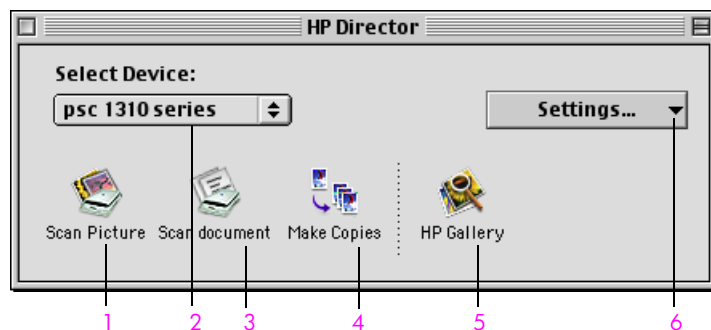 HP Director
Select Device:
psc 1310 series
Settings...
Scan Picture
Scan document
Make Copies
HP Gallery
1
2
3
4
5
6